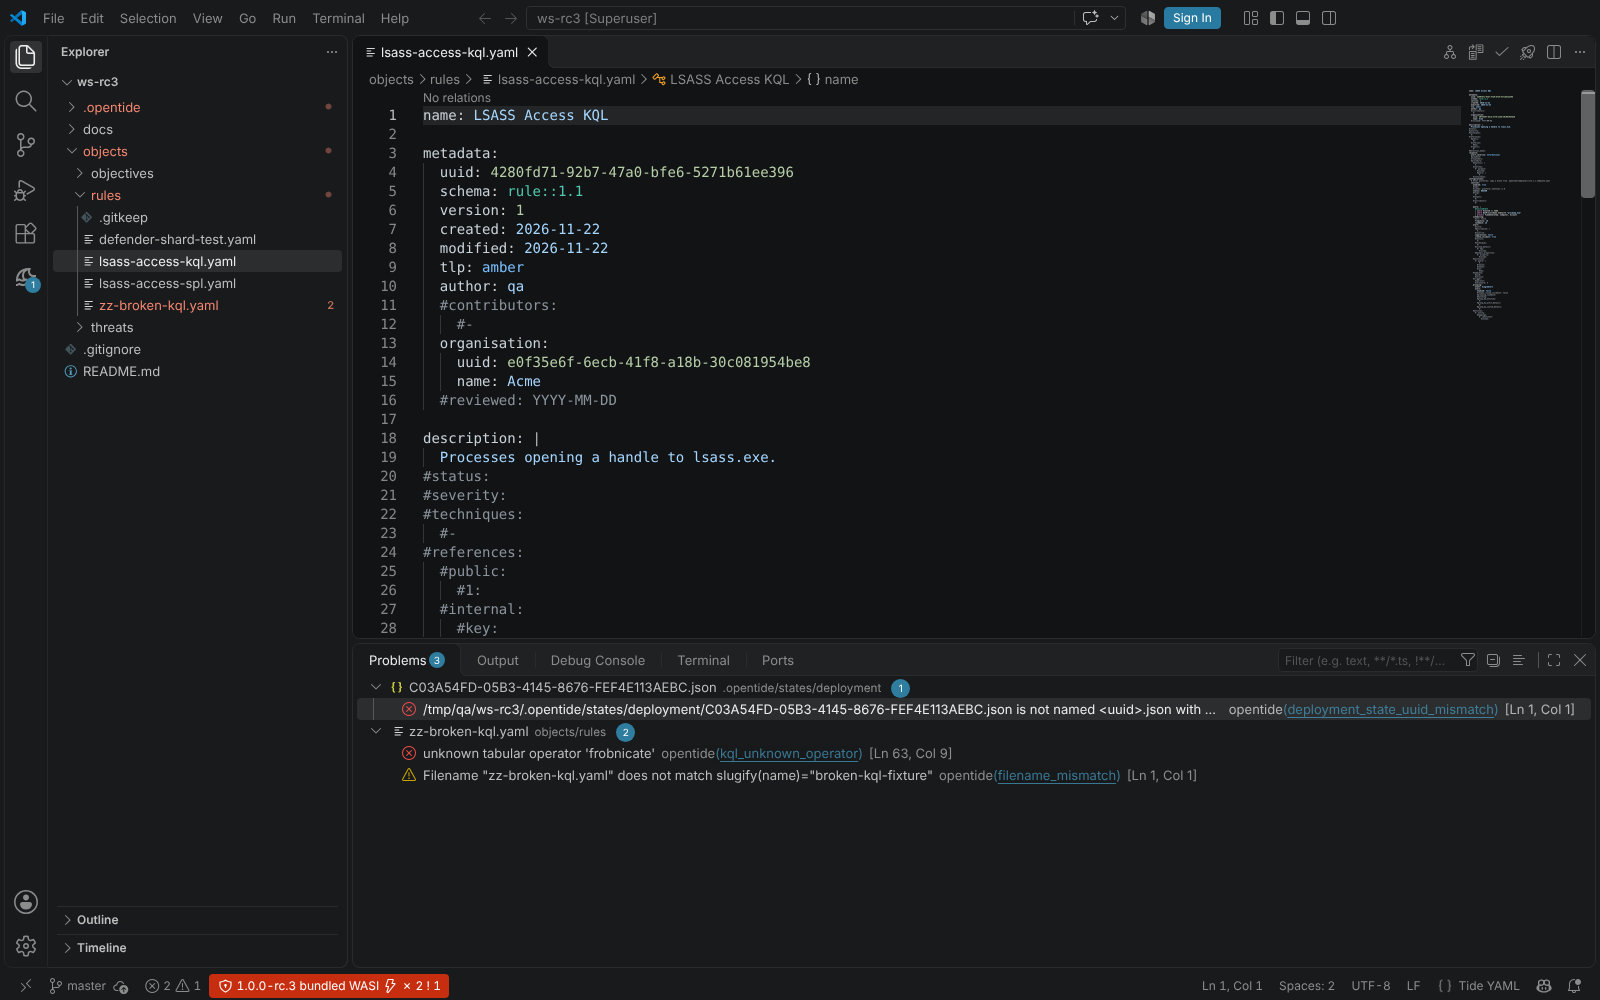 File Edit Selection View Go Run Terminal Help
ws-rc3 [Superuser]
Sign In
Explorer
ws-rc3
.opentide
docs
objects
objectives
rules
.gitkeep
defender-shard-test.yaml
lsass-access-kql.yaml
lsass-access-spl.yaml
zz-broken-kql.yaml 2
threats
.gitignore
README.md
1
Outline
Timeline
lsass-access-kql.yaml
objects > rules > lsass-access-kql.yaml > LSASS Access KQL > { } name
No relations
1 name: LSASS Access KQL
2
3 metadata:
4 uuid: 4280fd71-92b7-47a0-bfe6-5271b61ee396
5 schema: rule::1.1
6 version: 1
7 created: 2026-11-22
8 modified: 2026-11-22
9 tlp: amber
10 author: qa
11 #contributors:
12 #-
13 organisation:
14 uuid: e0f35e6f-6ecb-41f8-a18b-30c081954be8
15 name: Acme
16 #reviewed: YYYY-MM-DD
17
18 description: |
19 Processes opening a handle to lsass.exe.
20 #status:
21 #severity:
22 #techniques:
23 #-
24 #references:
25 #public:
26 #1:
27 #internal:
28 #key:
Problems 3 Output Debug Console Terminal Ports
Filter (e.g. text, **/*.ts, !**/...
{} C03A54FD-05B3-4145-8676-FEF4E113AEBC.json .opentide/states/deployment 1
/tmp/qa/ws-rc3/.opentide/states/deployment/C03A54FD-05B3-4145-8676-FEF4E113AEBC.json is not named <uuid>.json with ... opentide(deployment_state_uuid_mismatch) [Ln 1, Col 1]
zz-broken-kql.yaml objects/rules 2
unknown tabular operator 'frobnicate' opentide(kql_unknown_operator) [Ln 63, Col 9]
Filename "zz-broken-kql.yaml" does not match slugify(name)="broken-kql-fixture" opentide(filename_mismatch) [Ln 1, Col 1]
master 2 1 1.0.0-rc.3 bundled WASI × 2 ! 1
Ln 1, Col 1 Spaces: 2 UTF-8 LF { } Tide YAML